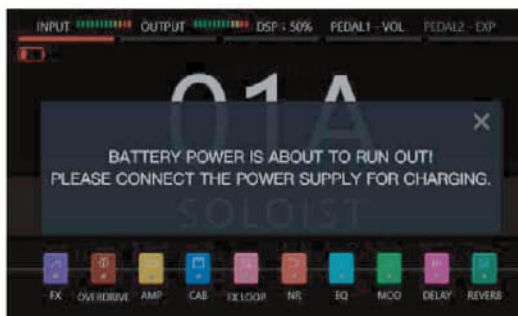 INPUT OUTPUT DSP : 50% PEDAL1 - VOL PEDAL2 - EXP
01A
BATTERY POWER IS ABOUT TO RUN OUT!
PLEASE CONNECT THE POWER SUPPLY FOR CHARGING.
SOLOIST
FX OVERDRIVE AMP CAB FX LOOP NR EQ MOD DELAY REVERB